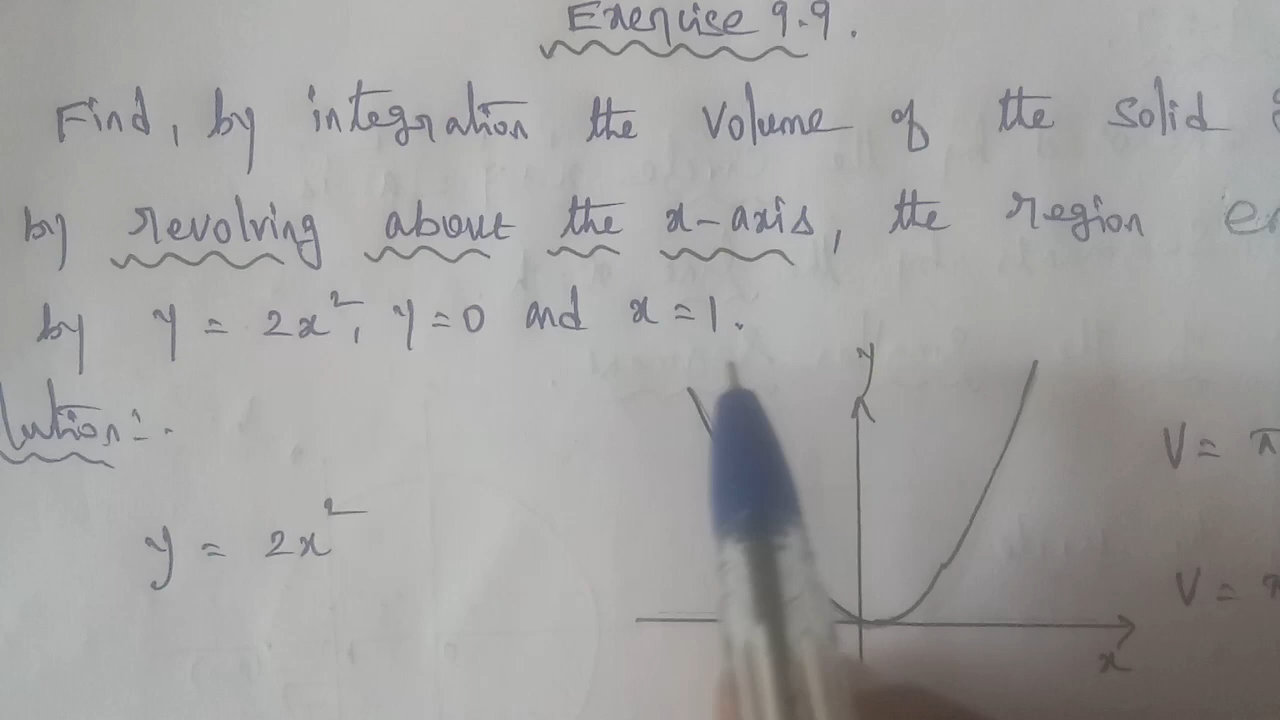 Exercise 9.9.
Find, by integration the volume of the solid
by revolving about the x-axis, the region
by y = 2x², y=0 and x=1.
lution:-.
y
V = π
y = 2x²
V =
x